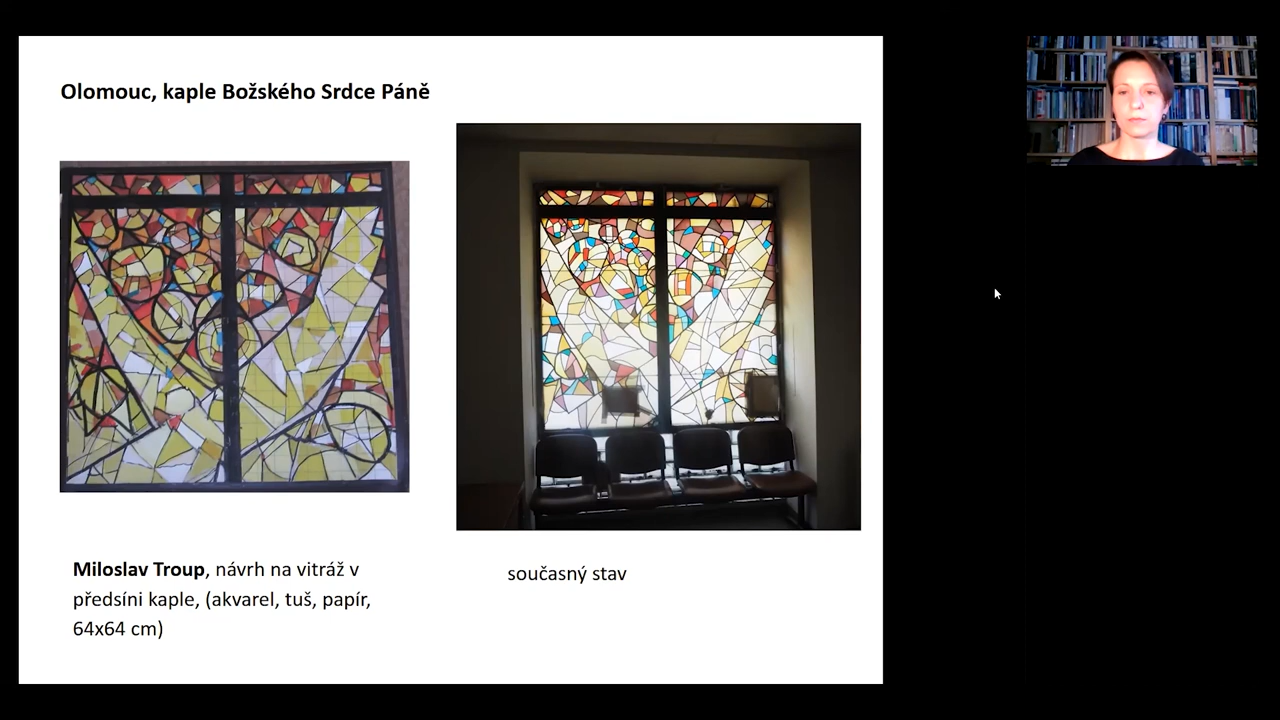 Olomouc, kaple Božského Srdce Páně
Miloslav Troup, návrh na vitráž v
předsíni kaple, (akvarel, tuš, papír,
64x64 cm)
současný stav